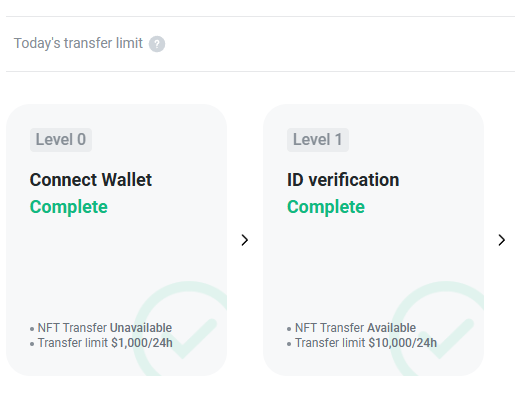 Today's transfer limit ?
Level 0
Connect Wallet
Complete
• NFT Transfer Unavailable
• Transfer limit $1,000/24h
Level 1
ID verification
Complete
• NFT Transfer Available
• Transfer limit $10,000/24h